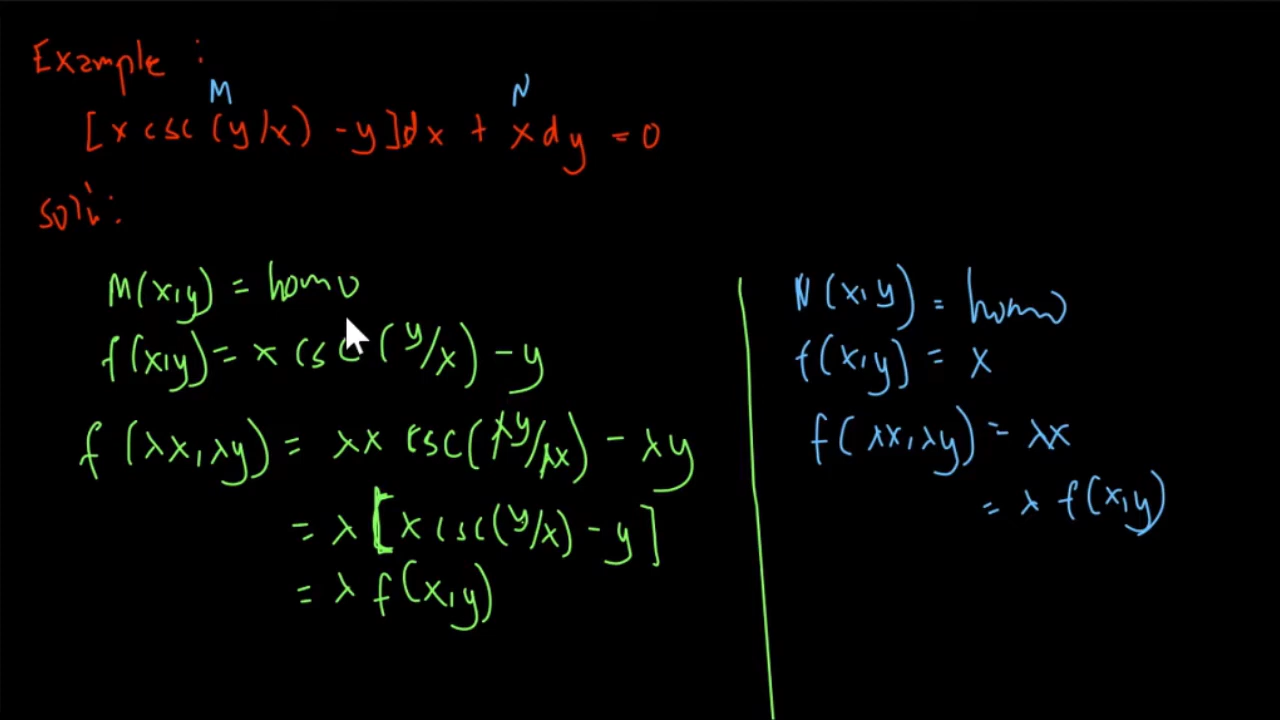 Example :
M N
[x csc (y/x) - y]dx + x dy = 0
Sol'n:
M(x,y) = homo
f(x,y) = x csc (y/x) - y
f (λx, λy) = λx csc(λy/λx) - λy
= λ [x csc(y/x) - y]
= λ f(x,y)
N (x, y) = homo
f(x,y) = x
f( λx, λy) = λx
= λ f(x,y)